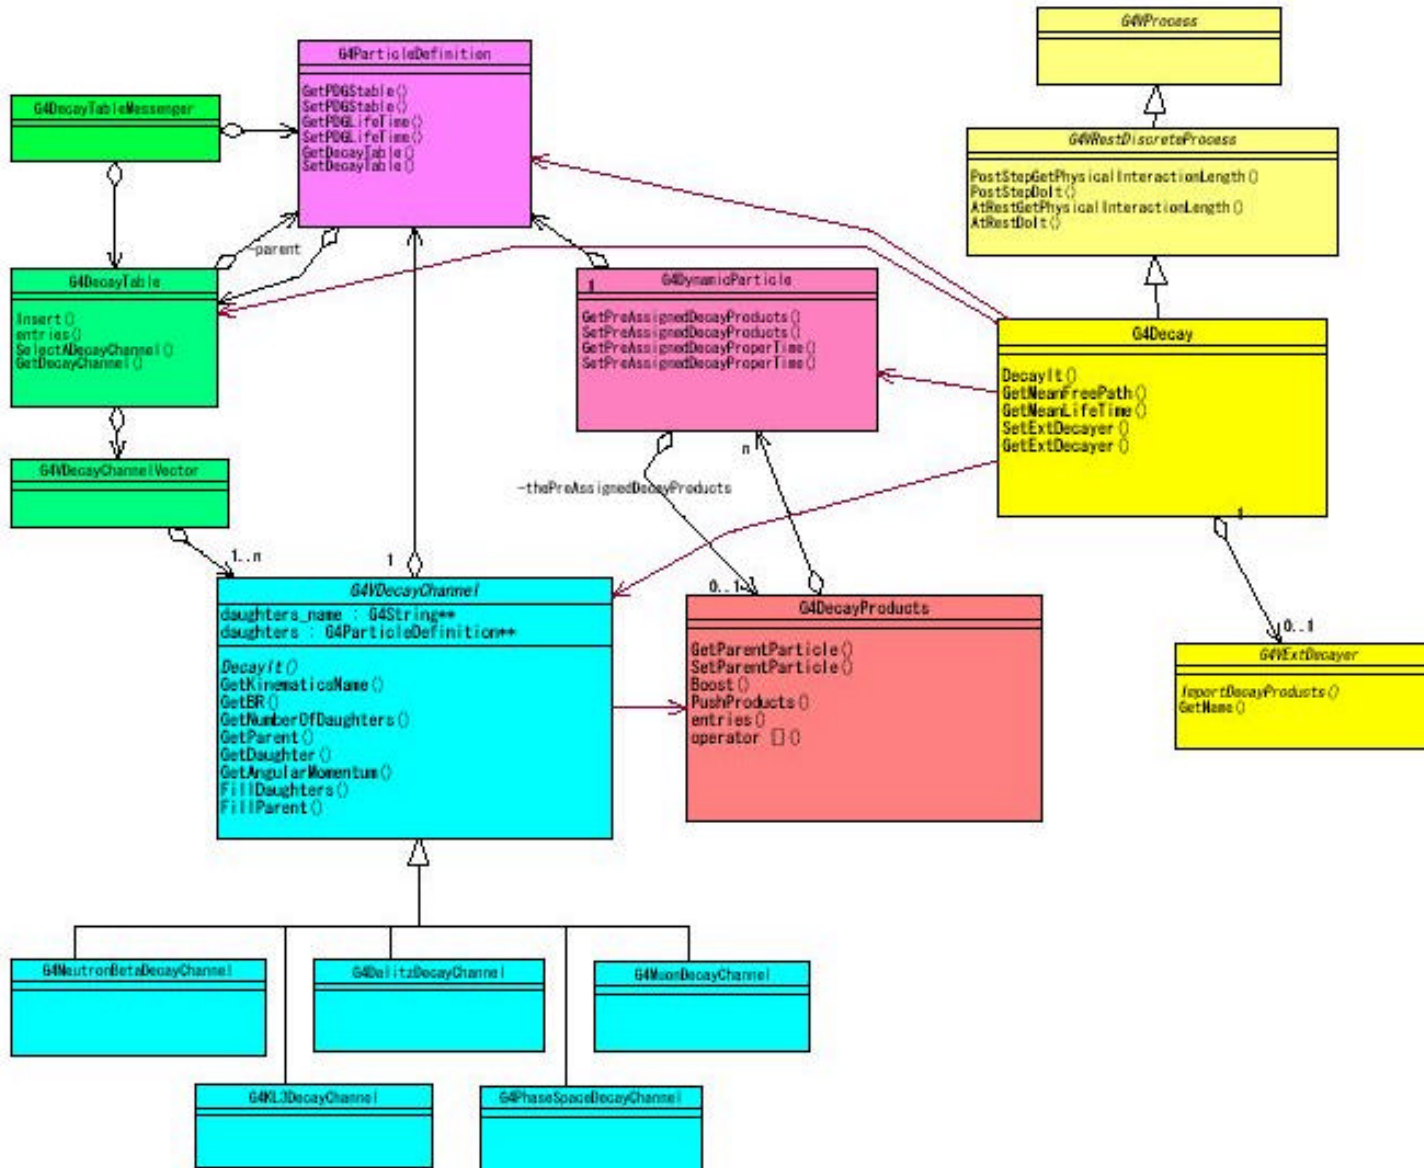 G4VProcess
G4ParticleDefinition
GetPDGStable()
SetPDGStable()
GetPDGLifeTime()
SetPDGLifeTime()
GetDecayTable()
SetDecayTable()
G4DecayTableMessenger
G4VRestDiscreteProcess
PostStepGetPhysicalInteractionLength()
PostStepDoIt()
AtRestGetPhysicalInteractionLength()
AtRestDoIt()
-parent
G4DecayTable
Insert()
entries()
SelectADecayChannel()
GetDecayChannel()
G4DynamicParticle
1
GetPreAssignedDecayProducts()
SetPreAssignedDecayProducts()
GetPreAssignedDecayProperTime()
SetPreAssignedDecayProperTime()
G4Decay
DecayIt()
GetMeanFreePath()
GetMeanLifeTime()
SetExtDecayer()
GetExtDecayer()
G4VDecayChannelVector
n
-thePreAssignedDecayProducts
1
1..n
1
0..1
G4VDecayChannel
daughters_name : G4String**
daughters : G4ParticleDefinition**
DecayIt()
GetKinematicsName()
GetBR()
GetNumberOfDaughters()
GetParent()
GetDaughter()
GetAngularMomentum()
FillDaughters()
FillParent()
G4DecayProducts
GetParentParticle()
SetParentParticle()
Boost()
PushProducts()
entries()
operator []()
0..1
G4VExtDecayer
ImportDecayProducts()
GetName()
G4NeutronBetaDecayChannel
G4DalitzDecayChannel
G4MuonDecayChannel
G4KL3DecayChannel
G4PhaseSpaceDecayChannel